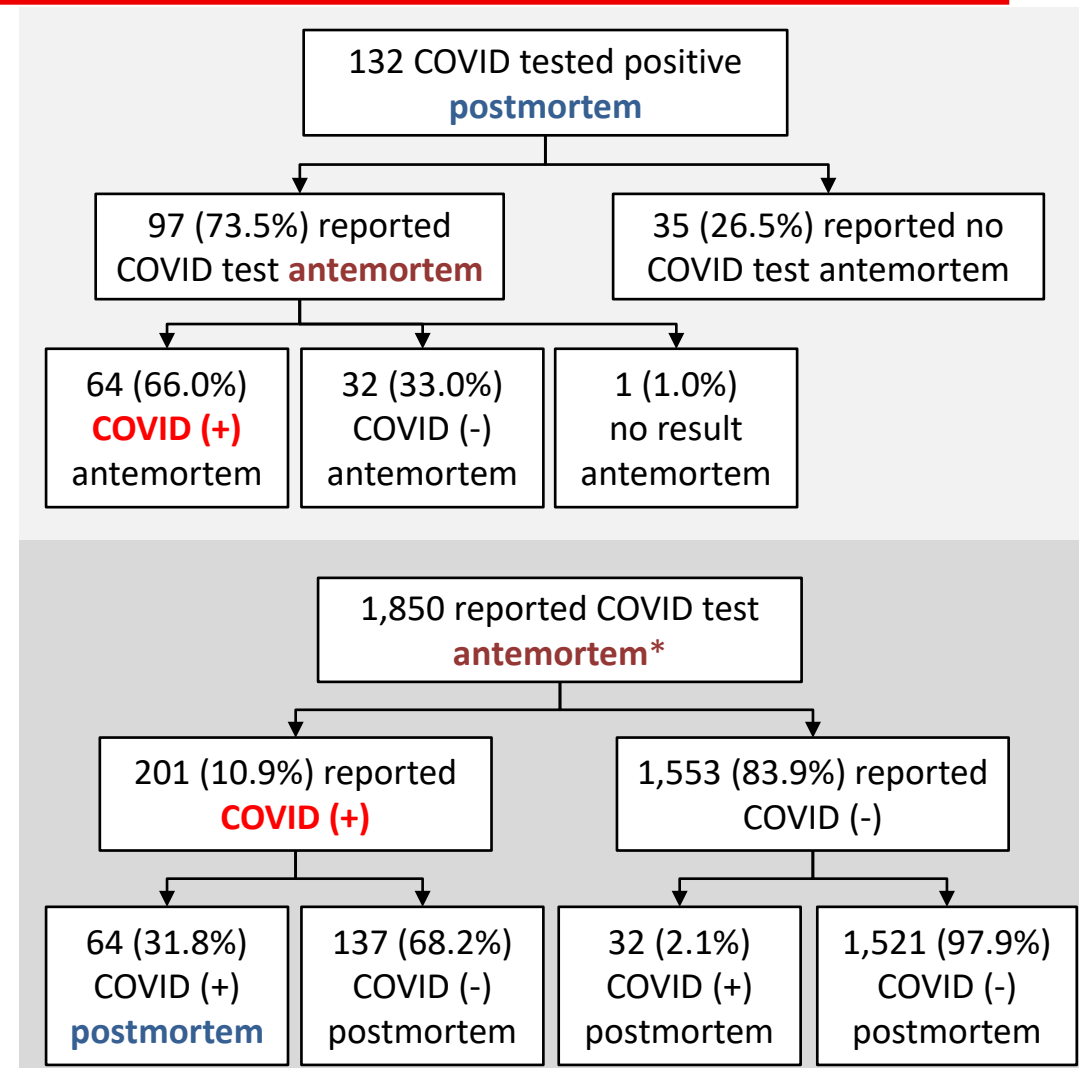 132 COVID tested positive
postmortem
97 (73.5%) reported
COVID test antemortem
35 (26.5%) reported no
COVID test antemortem
64 (66.0%)
COVID (+)
antemortem
32 (33.0%)
COVID (-)
antemortem
1 (1.0%)
no result
antemortem
1,850 reported COVID test
antemortem*
201 (10.9%) reported
COVID (+)
1,553 (83.9%) reported
COVID (-)
64 (31.8%)
COVID (+)
postmortem
137 (68.2%)
COVID (-)
postmortem
32 (2.1%)
COVID (+)
postmortem
1,521 (97.9%)
COVID (-)
postmortem